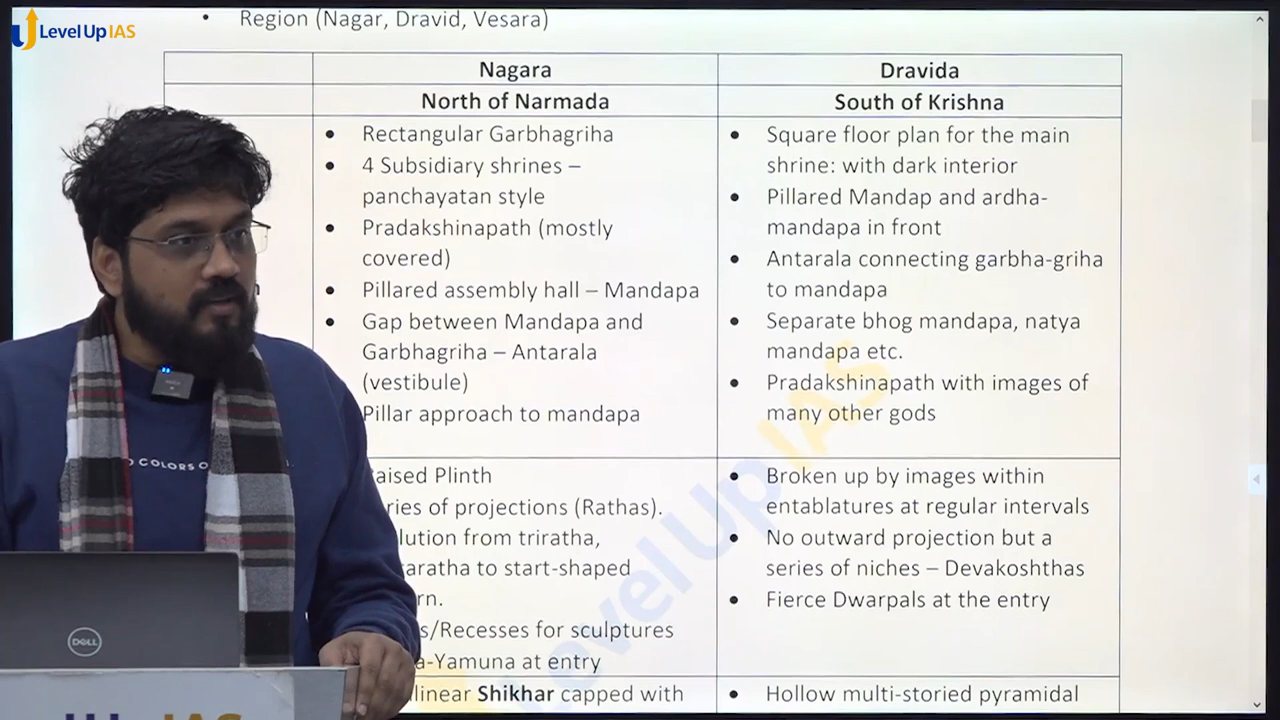 Level Up IAS
• Region (Nagar, Dravid, Vesara)
Nagara
Dravida
North of Narmada
South of Krishna
• Rectangular Garbhagriha
• 4 Subsidiary shrines –
panchayatan style
• Pradakshinapath (mostly
covered)
• Pillared assembly hall – Mandapa
• Gap between Mandapa and
Garbhagriha – Antarala
(vestibule)
Pillar approach to mandapa
• Square floor plan for the main
shrine: with dark interior
• Pillared Mandap and ardha-
mandapa in front
• Antarala connecting garbha-griha
to mandapa
• Separate bhog mandapa, natya
mandapa etc.
• Pradakshinapath with images of
many other gods
aised Plinth
ries of projections (Rathas).
lution from triratha,
aratha to start-shaped
rn.
s/Recesses for sculptures
a-Yamuna at entry
• Broken up by images within
entablatures at regular intervals
• No outward projection but a
series of niches – Devakoshthas
• Fierce Dwarpals at the entry
linear Shikhar capped with
• Hollow multi-storied pyramidal
LevelUp IAS
COLORS O
DELL